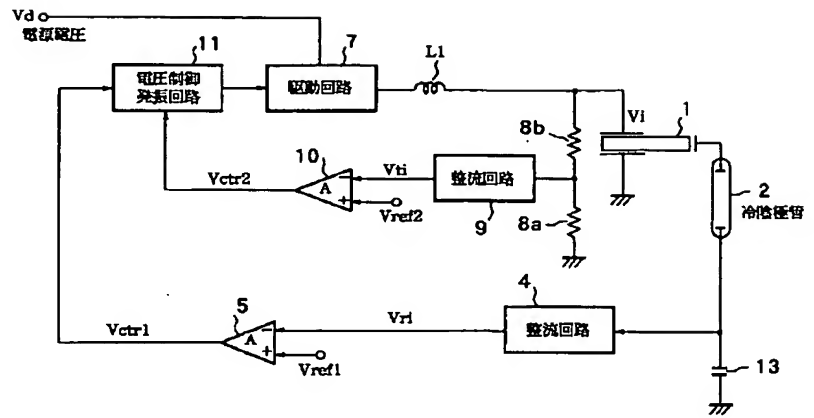 Vd
電源電圧
11
7
L1
電圧制御
発振回路
駆動回路
8b
Vi
1
10
Vti
整流回路
2
Vctr2
A
−
+
Vref2
9
8a
冷陰極管
4
5
Vri
整流回路
Vctr1
A
−
+
Vref1
13